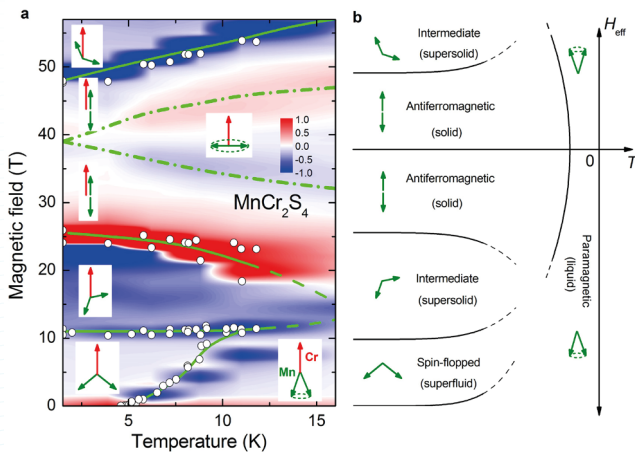 a
Magnetic field (T)
50
40
30
20
10
0
5
10
15
Temperature (K)
1.0
0.5
0.0
-0.5
-1.0
MnCr2S4
Cr
Mn
b
Heff
Intermediate
(supersolid)
Antiferromagnetic
(solid)
0
T
Antiferromagnetic
(solid)
Intermediate
(supersolid)
Spin-flopped
(superfluid)
Paramagnetic
(liquid)